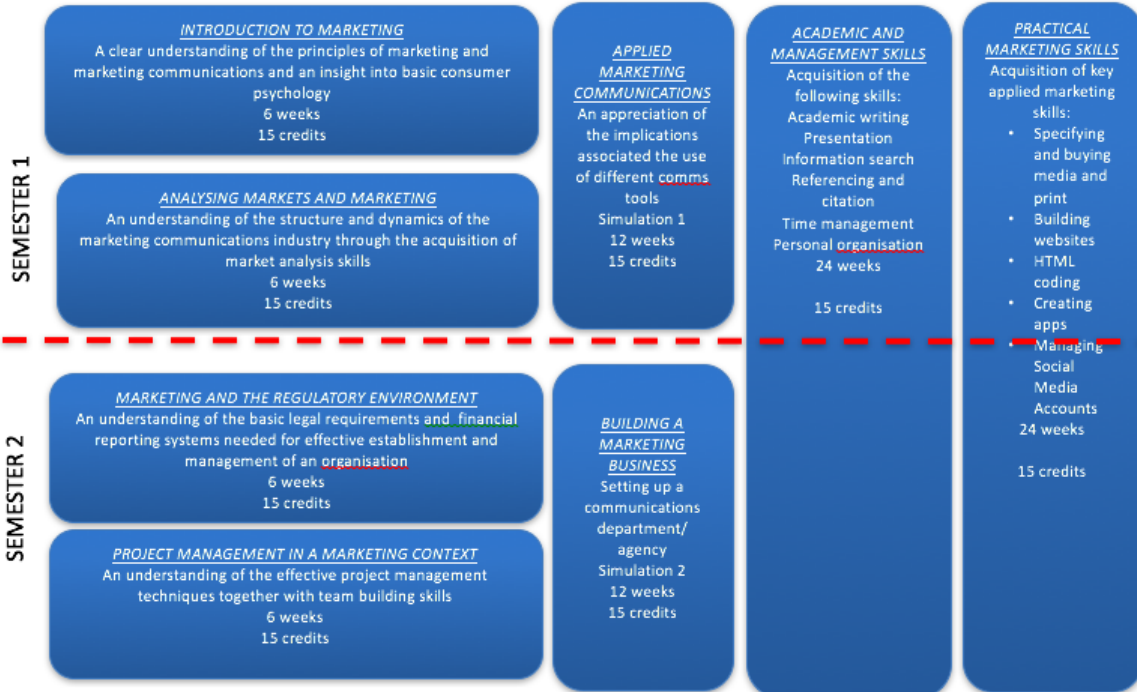 SEMESTER 1
INTRODUCTION TO MARKETING
A clear understanding of the principles of marketing and
marketing communications and an insight into basic consumer
psychology
6 weeks
15 credits
ANALYSING MARKETS AND MARKETING
An understanding of the structure and dynamics of the
marketing communications industry through the acquisition of
market analysis skills
6 weeks
15 credits
APPLIED
MARKETING
COMMUNICATIONS
An appreciation of
the implications
associated the use
of different comms
tools
Simulation 1
12 weeks
15 credits
ACADEMIC AND
MANAGEMENT SKILLS
Acquisition of the
following skills:
Academic writing
Presentation
Information search
Referencing and
citation
Time management
Personal organisation
24 weeks
15 credits
PRACTICAL
MARKETING SKILLS
Acquisition of key
applied marketing
skills:
• Specifying
and buying
media and
print
• Building
websites
• HTML
coding
• Creating
apps
• Managing
Social
Media
Accounts
24 weeks
15 credits
SEMESTER 2
MARKETING AND THE REGULATORY ENVIRONMENT
An understanding of the basic legal requirements and financial
reporting systems needed for effective establishment and
management of an organisation
6 weeks
15 credits
PROJECT MANAGEMENT IN A MARKETING CONTEXT
An understanding of the effective project management
techniques together with team building skills
6 weeks
15 credits
BUILDING A
MARKETING
BUSINESS
Setting up a
communications
department/
agency
Simulation 2
12 weeks
15 credits